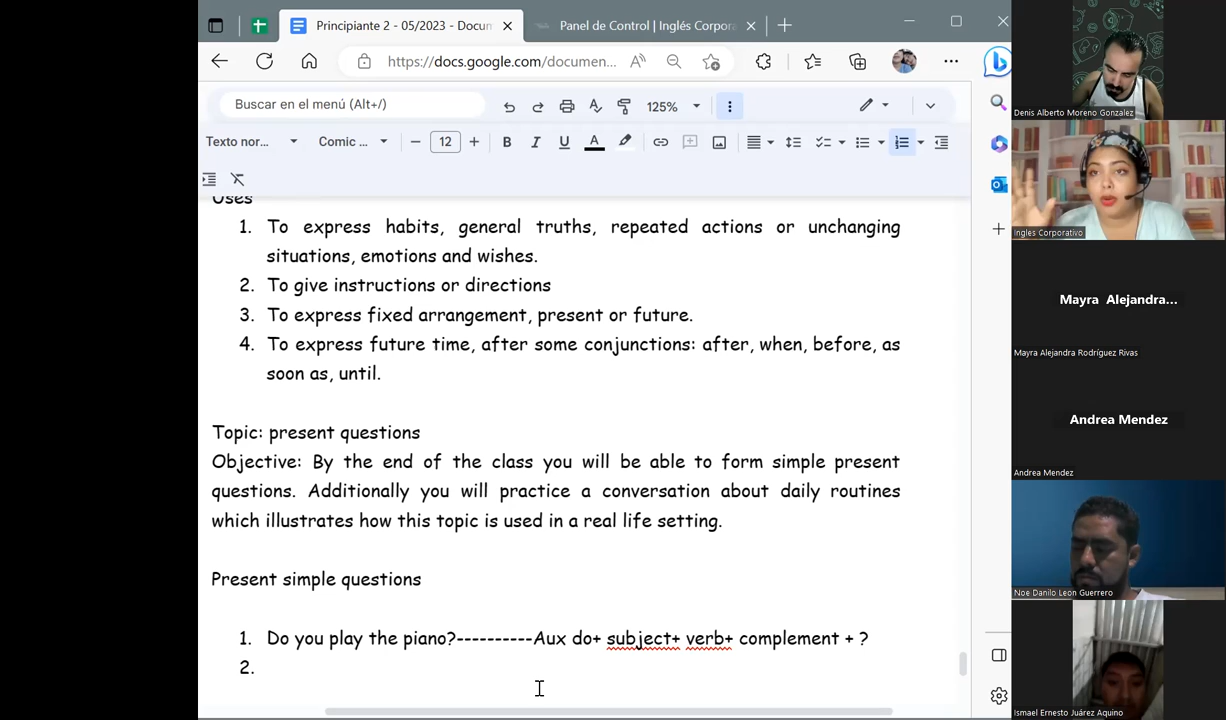 Principiante 2 - 05/2023 - Docun
Panel de Control | Inglés Corpora
https://docs.google.com/documen...
Buscar en el menú (Alt+/)
125%
Texto nor...
Comic ...
12
Uses
1. To express habits, general truths, repeated actions or unchanging
situations, emotions and wishes.
2. To give instructions or directions
3. To express fixed arrangement, present or future.
4. To express future time, after some conjunctions: after, when, before, as
soon as, until.
Topic: present questions
Objective: By the end of the class you will be able to form simple present
questions. Additionally you will practice a conversation about daily routines
which illustrates how this topic is used in a real life setting.
Present simple questions
1. Do you play the piano?----------Aux do+ subject+ verb+ complement + ?
2.
Denis Alberto Moreno Gonzalez
Ingles Corporativo
Mayra Alejandra...
Mayra Alejandra Rodríguez Rivas
Andrea Mendez
Andrea Mendez
Noe Danilo Leon Guerrero
Ismael Ernesto Juárez Aquino